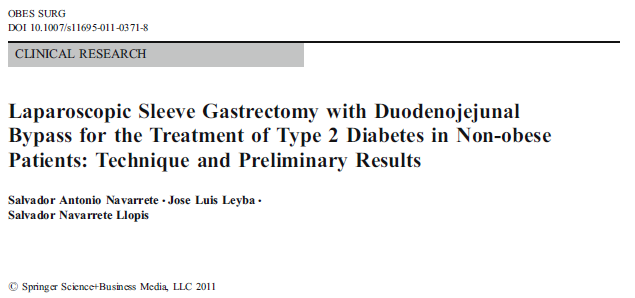 OBES SURG
DOI 10.1007/s11695-011-0371-8
CLINICAL RESEARCH
Laparoscopic Sleeve Gastrectomy with Duodenojejunal
Bypass for the Treatment of Type 2 Diabetes in Non-obese
Patients: Technique and Preliminary Results
Salvador Antonio Navarrete · Jose Luis Leyba ·
Salvador Navarrete Llopis
© Springer Science+Business Media, LLC 2011